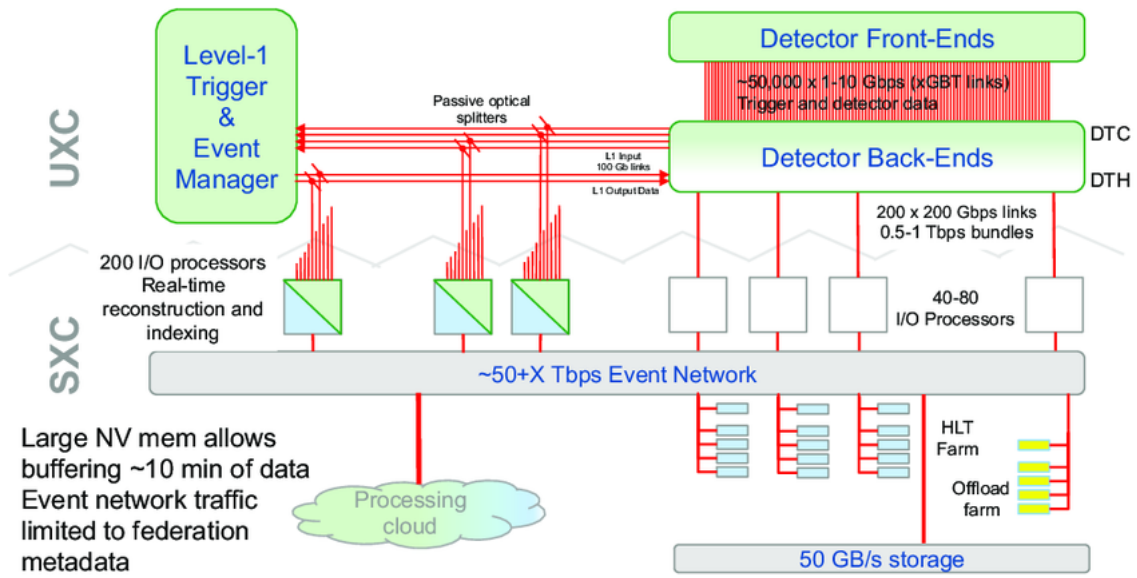 Level-1
Trigger
&
Event
Manager
Detector Front-Ends
~50,000 x 1-10 Gbps (xGBT links)
Trigger and detector data
Passive optical
splitters
L1 Input
100 Gb links
L1 Output Data
Detector Back-Ends
DTC
DTH
UXC
200 x 200 Gbps links
0.5-1 Tbps bundles
200 I/O processors
Real-time
reconstruction and
indexing
40-80
I/O Processors
SXC
~50+X Tbps Event Network
Large NV mem allows
buffering ~10 min of data
Event network traffic
limited to federation
metadata
Processing
cloud
HLT
Farm
Offload
farm
50 GB/s storage